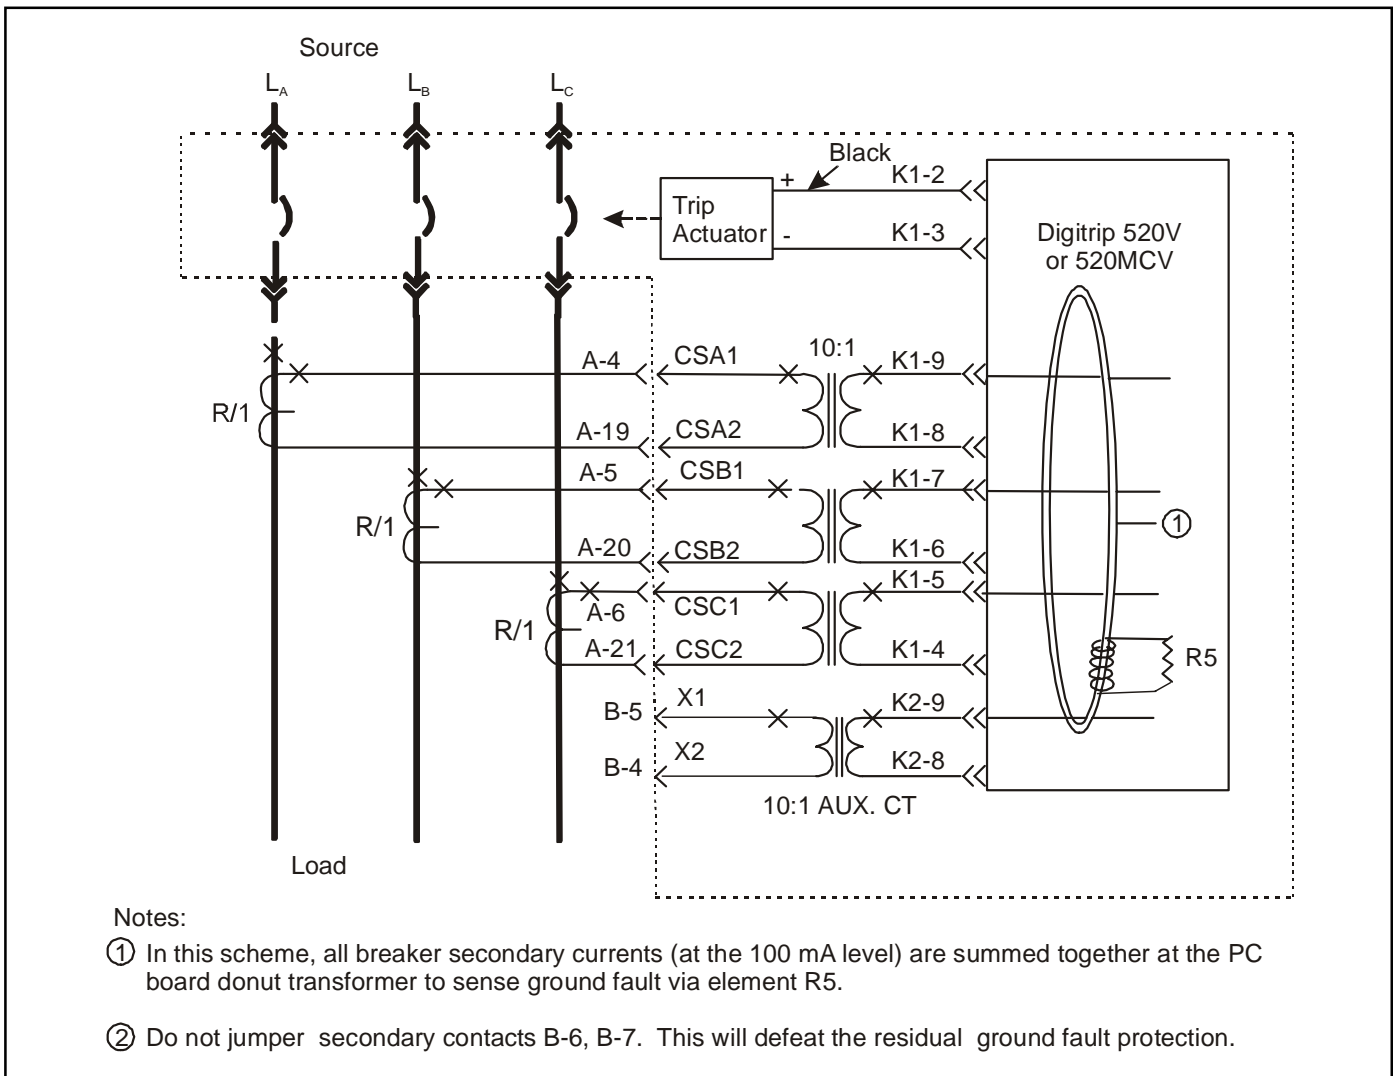 Source
LA LB LC
Black
+ K1-2
Trip
Actuator
- K1-3
Digitrip 520V
or 520MCV
A-4 CSA1 10:1 K1-9
R/1
A-19 CSA2 K1-8
A-5 CSB1 K1-7
R/1 1
A-20 CSB2 K1-6
K1-5
A-6 CSC1
R/1
A-21 CSC2 K1-4
R5
B-5 X1 K2-9
B-4 X2 K2-8
10:1 AUX. CT
Load
Notes:
1 In this scheme, all breaker secondary currents (at the 100 mA level) are summed together at the PC
board donut transformer to sense ground fault via element R5.
2 Do not jumper secondary contacts B-6, B-7. This will defeat the residual ground fault protection.